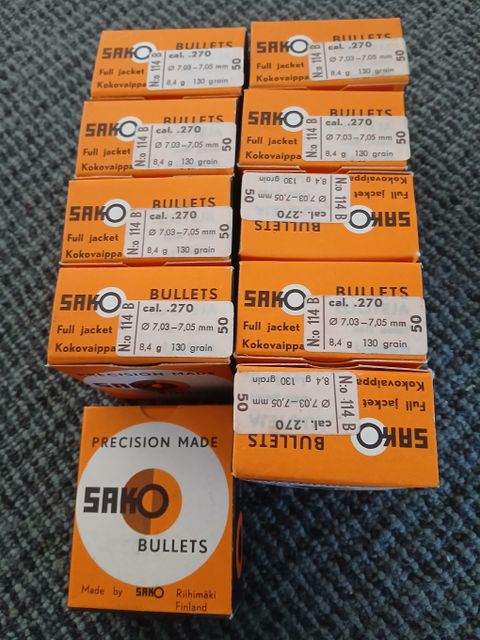 SAKO BULLETS
Full jacket
Kokovaippa
N:o 114 B
cal. .270
Ø 7,03–7,05 mm
8,4 g 130 grain
50
SAKO BULLETS
Full jacket
Kokovaippa
N:o 114 B
cal. .270
Ø 7,03–7,05 mm
8,4 g 130 grain
50
SAKO BULLETS
Full jacket
Kokovaippa
N:o 114 B
cal. .270
Ø 7,03–7,05 mm
8,4 g 130 grain
50
SAKO BULLETS
Full jacket
Kokovaippa
N:o 114 B
cal. .270
Ø 7,03–7,05 mm
8,4 g 130 grain
50
SAKO BULLETS
Full jacket
Kokovaippa
N:o 114 B
cal. .270
Ø 7,03–7,05 mm
8,4 g 130 grain
50
SAKO BULLETS
Full jacket
Kokovaippa
N:o 114 B
cal. .270
Ø 7,03–7,05 mm
8,4 g 130 grain
50
SAKO BULLETS
Full jacket
Kokovaippa
N:o 114 B
cal. .270
Ø 7,03–7,05 mm
8,4 g 130 grain
50
SAKO BULLETS
Full jacket
Kokovaippa
N:o 114 B
cal. .270
Ø 7,03–7,05 mm
8,4 g 130 grain
50
PRECISION MADE
SAKO
SAKO BULLETS
Full jacket
Kokovaippa
N:o 114 B
cal. .270
Ø 7,03–7,05 mm
8,4 g 130 grain
50
PRECISION MADE
SAKO
BULLETS
Made by SAKO Riihimäki
Finland